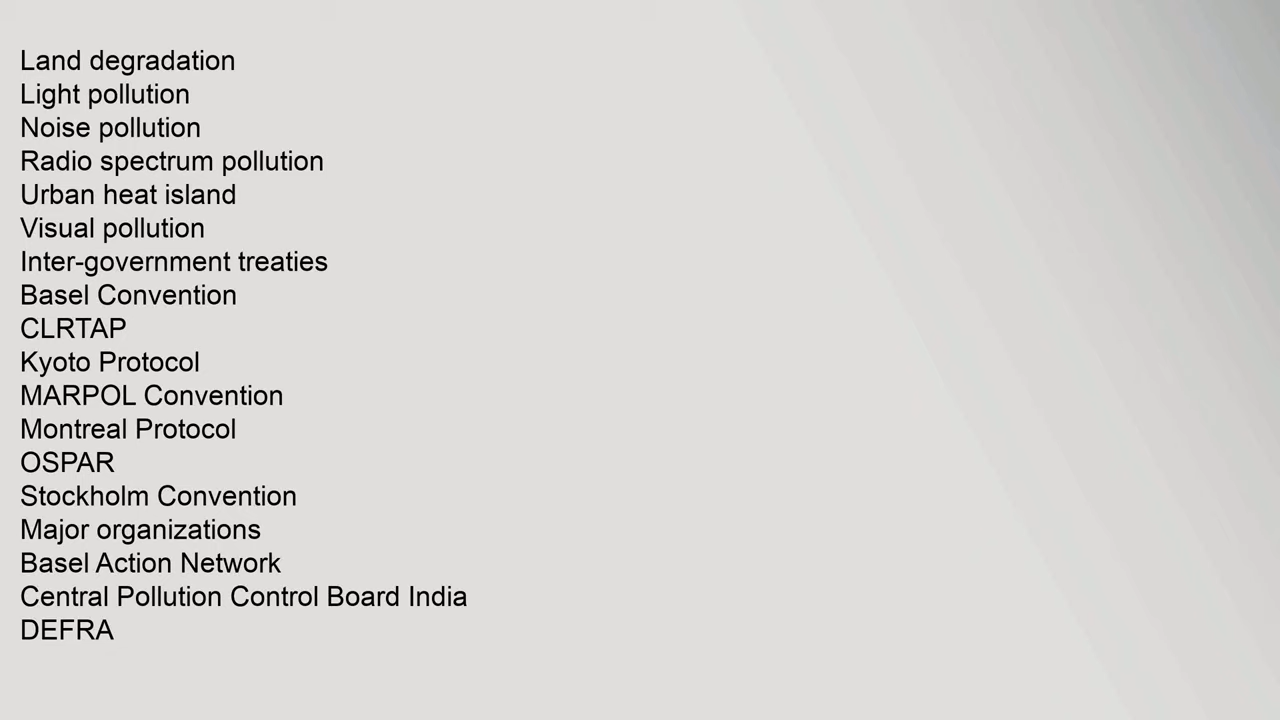 Land degradation
Light pollution
Noise pollution
Radio spectrum pollution
Urban heat island
Visual pollution
Inter-government treaties
Basel Convention
CLRTAP
Kyoto Protocol
MARPOL Convention
Montreal Protocol
OSPAR
Stockholm Convention
Major organizations
Basel Action Network
Central Pollution Control Board India
DEFRA